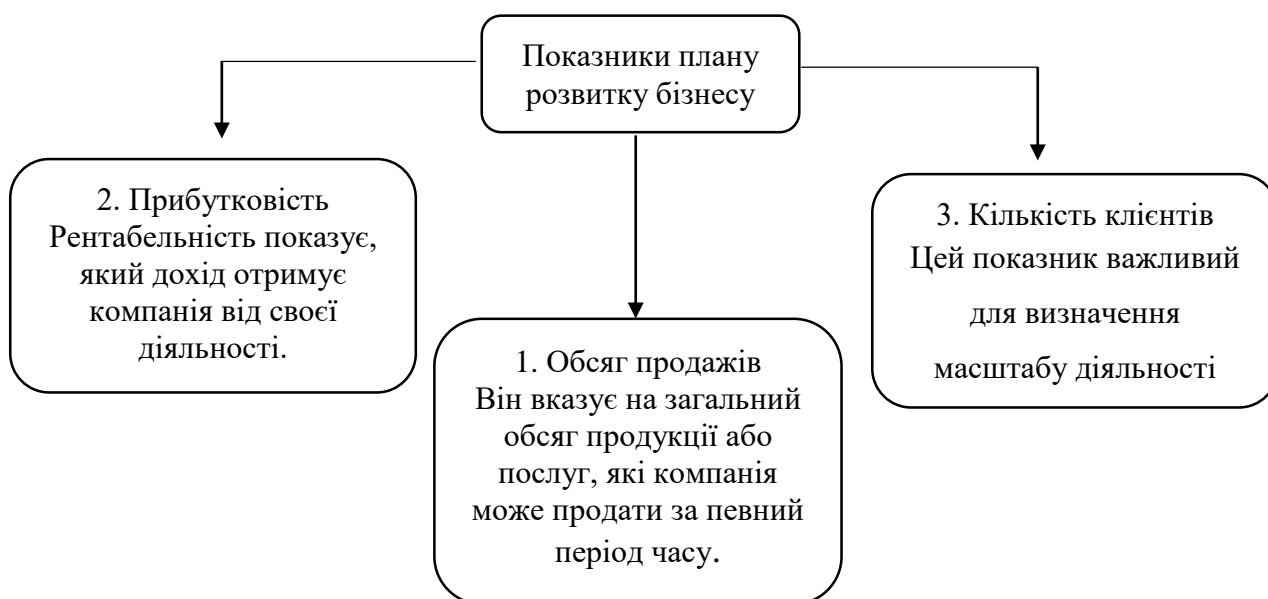 Показники плану
розвитку бізнесу
2. Прибутковість
Рентабельність показує,
який дохід отримує
компанія від своєї
діяльності.
1. Обсяг продажів
Він вказує на загальний
обсяг продукції або
послуг, які компанія
може продати за певний
період часу.
3. Кількість клієнтів
Цей показник важливий
для визначення
масштабу діяльності